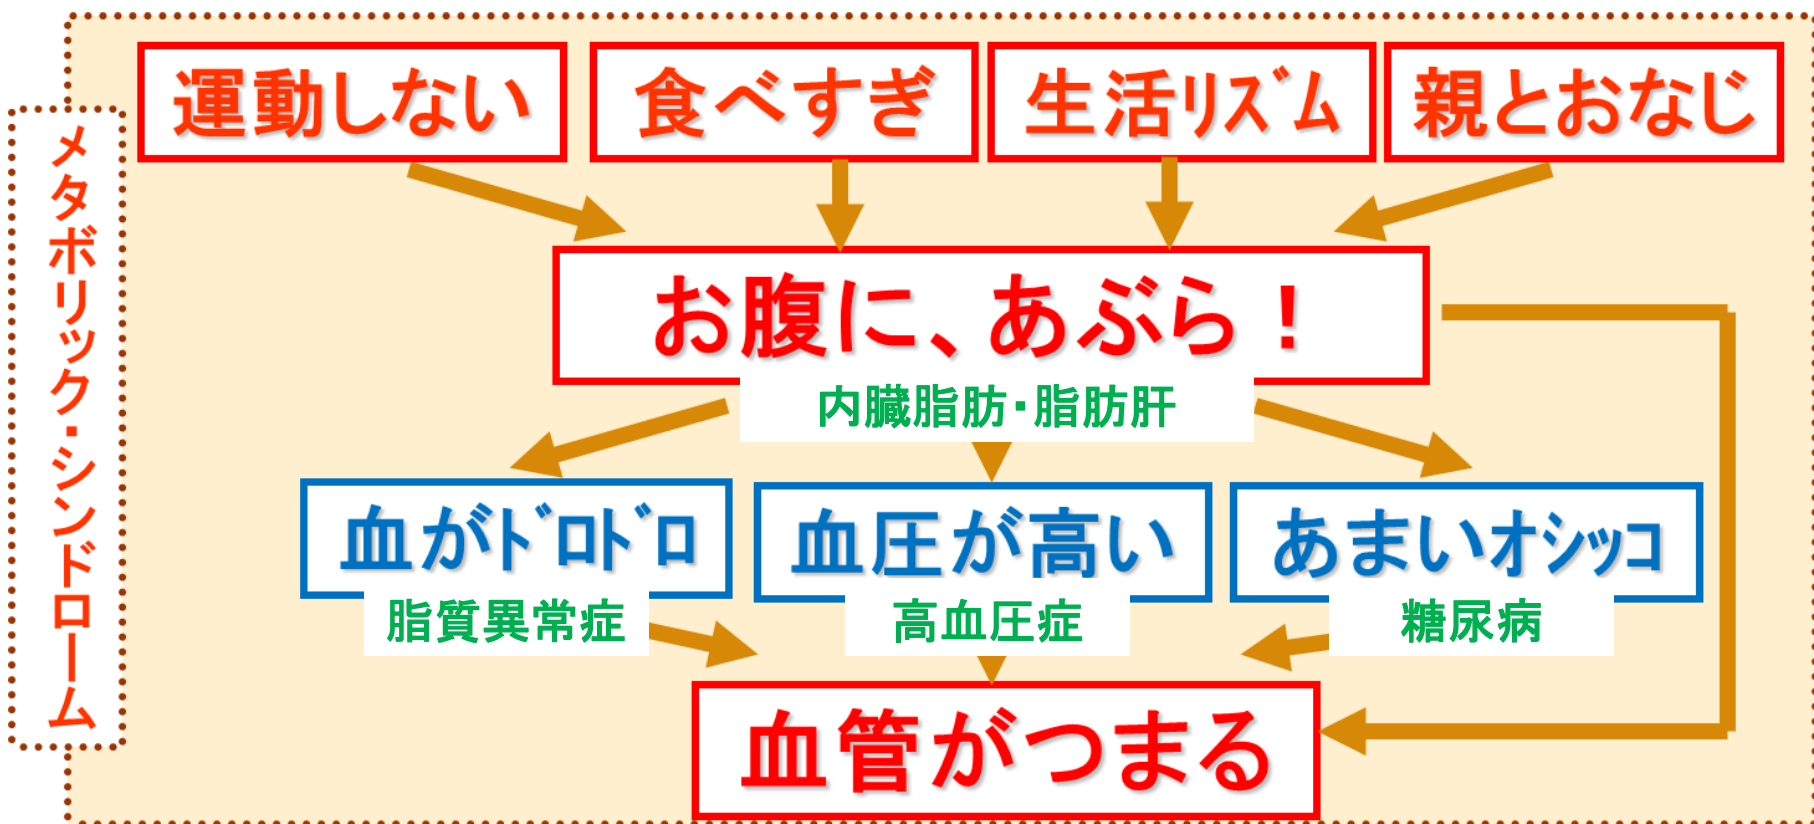 メタボリック・シンドローム
運動しない
食べすぎ
生活ﾘｽﾞﾑ
親とおなじ
お腹に、あぶら！
内臓脂肪・脂肪肝
血がﾄﾞﾛﾄﾞﾛ
血圧が高い
あまいｵｼｯｺ
脂質異常症
高血圧症
糖尿病
血管がつまる